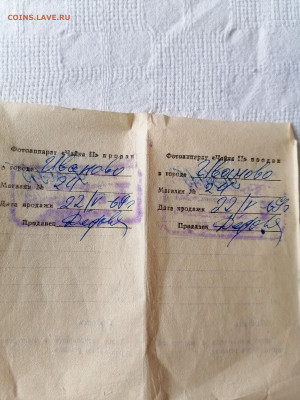 COINS.LAVE.RU
Фотоаппарат «Чайка II» продан
в городе Иваново
Магазин № 24
Дата продажи 22/V-69г
Продавец
Фотоаппарат «Чайка II» продан
в городе Иваново
Магазин № 24
Дата продажи 22/V-69г
Продавец